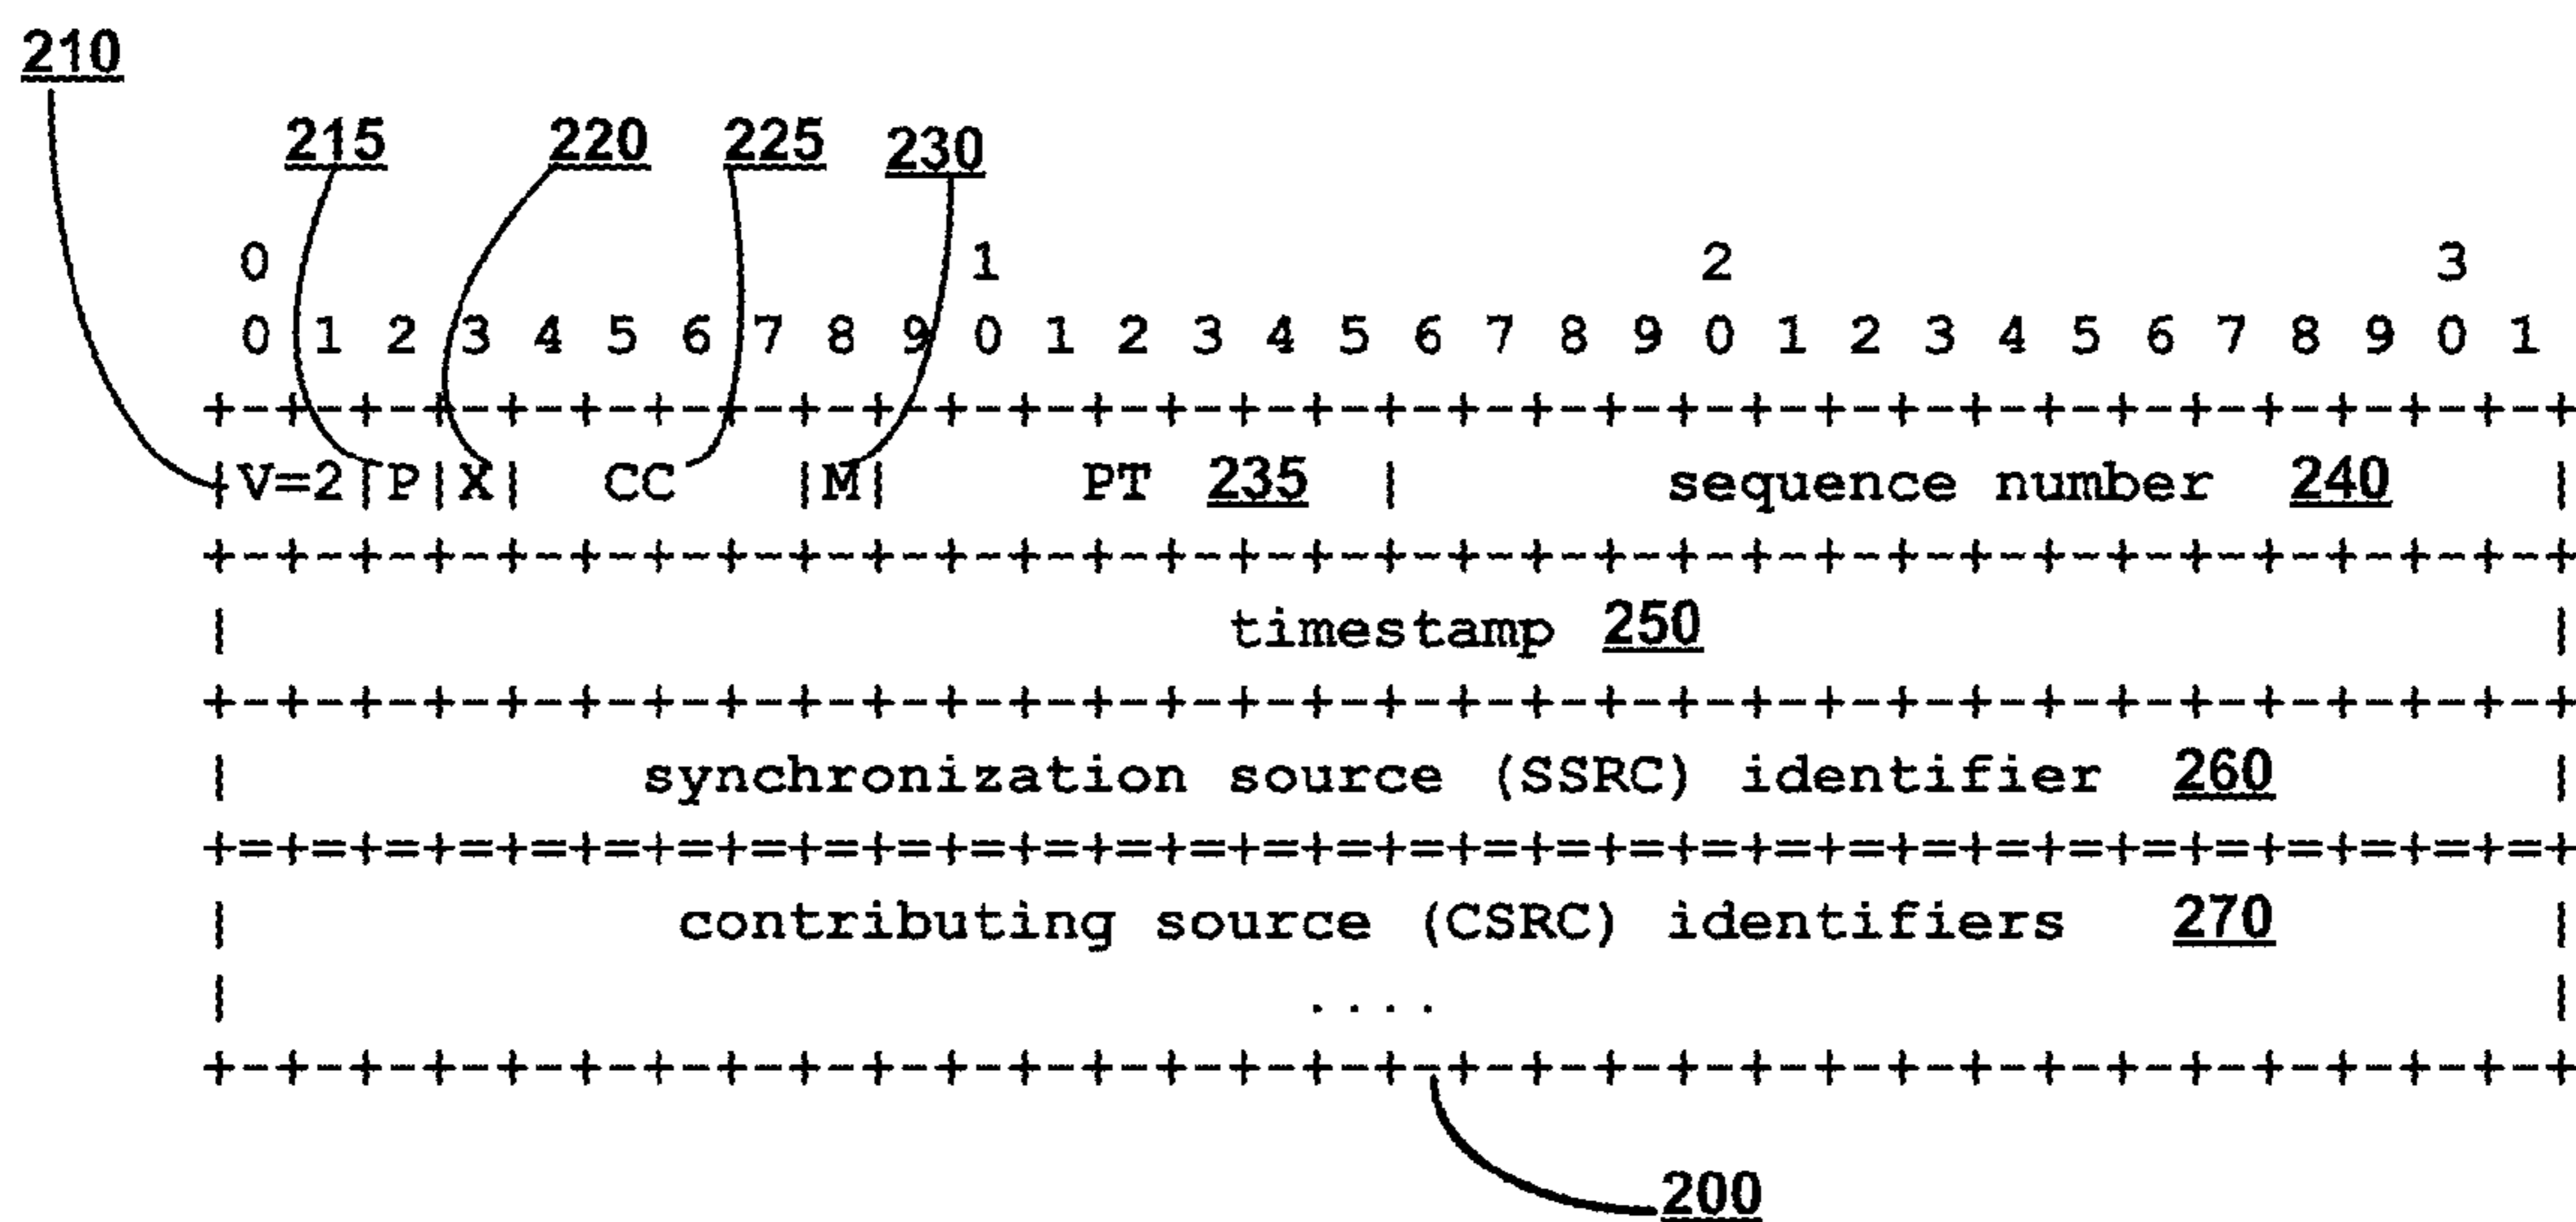 210
215 220 225 230
0 1 2 3
0 1 2 3 4 5 6 7 8 9 0 1 2 3 4 5 6 7 8 9 0 1 2 3 4 5 6 7 8 9 0 1
+-+-+-+-+-+-+-+-+-+-+-+-+-+-+-+-+-+-+-+-+-+-+-+-+-+-+-+-+-+-+-+-+
|V=2|P|X| CC |M| PT 235 | sequence number 240 |
+-+-+-+-+-+-+-+-+-+-+-+-+-+-+-+-+-+-+-+-+-+-+-+-+-+-+-+-+-+-+-+-+
| timestamp 250 |
+-+-+-+-+-+-+-+-+-+-+-+-+-+-+-+-+-+-+-+-+-+-+-+-+-+-+-+-+-+-+-+-+
| synchronization source (SSRC) identifier 260 |
+=+=+=+=+=+=+=+=+=+=+=+=+=+=+=+=+=+=+=+=+=+=+=+=+=+=+=+=+=+=+=+=+
| contributing source (CSRC) identifiers 270 |
| .... |
+-+-+-+-+-+-+-+-+-+-+-+-+-+-+-+-+-+-+-+-+-+-+-+-+-+-+-+-+-+-+-+-+
200